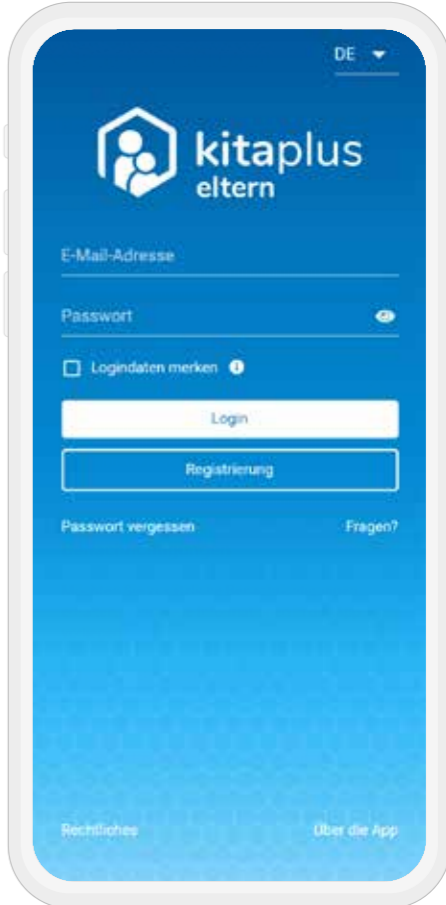 DE
kitaplus
eltern
E-Mail-Adresse
Passwort
Logindaten merken
Login
Registrierung
Passwort vergessen Fragen?
Rechtliches Über die App